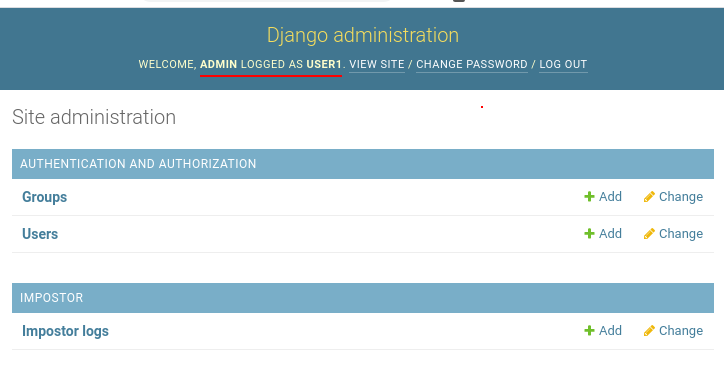 Django administration
WELCOME, ADMIN LOGGED AS USER1. VIEW SITE / CHANGE PASSWORD / LOG OUT
Site administration
AUTHENTICATION AND AUTHORIZATION
Groups Add Change
Users Add Change
IMPOSTOR
Impostor logs Add Change